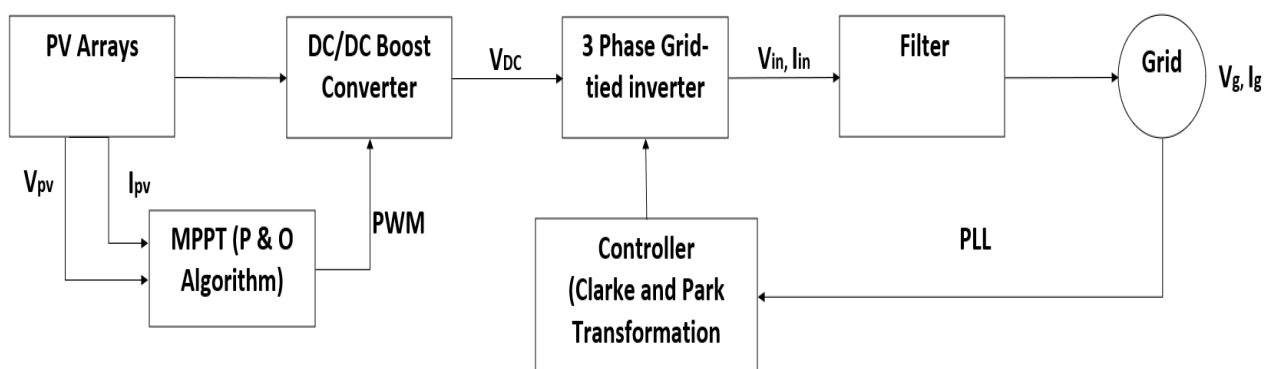 PV Arrays
DC/DC Boost
Converter
VDC
3 Phase Grid-
tied inverter
Vin, Iin
Filter
Grid
Vg, Ig
Vpv
Ipv
MPPT (P & O
Algorithm)
PWM
Controller
(Clarke and Park
Transformation
PLL